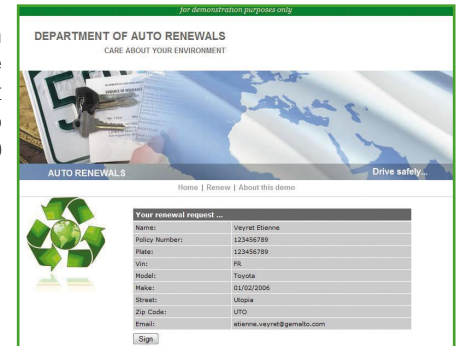 for demonstration purposes only
DEPARTMENT OF AUTO RENEWALS
CARE ABOUT YOUR ENVIRONMENT
AUTO RENEWALS
Drive safely...
Home | Renew | About this demo
Your renewal request ...
Name: Veyret Etienne
Policy Number: 123456789
Plate: 123456789
Vin: FR
Model: Toyota
Make: 01/02/2006
Street: Utopia
Zip Code: UTO
Email: etienne.veyret@gemalto.com
Sign